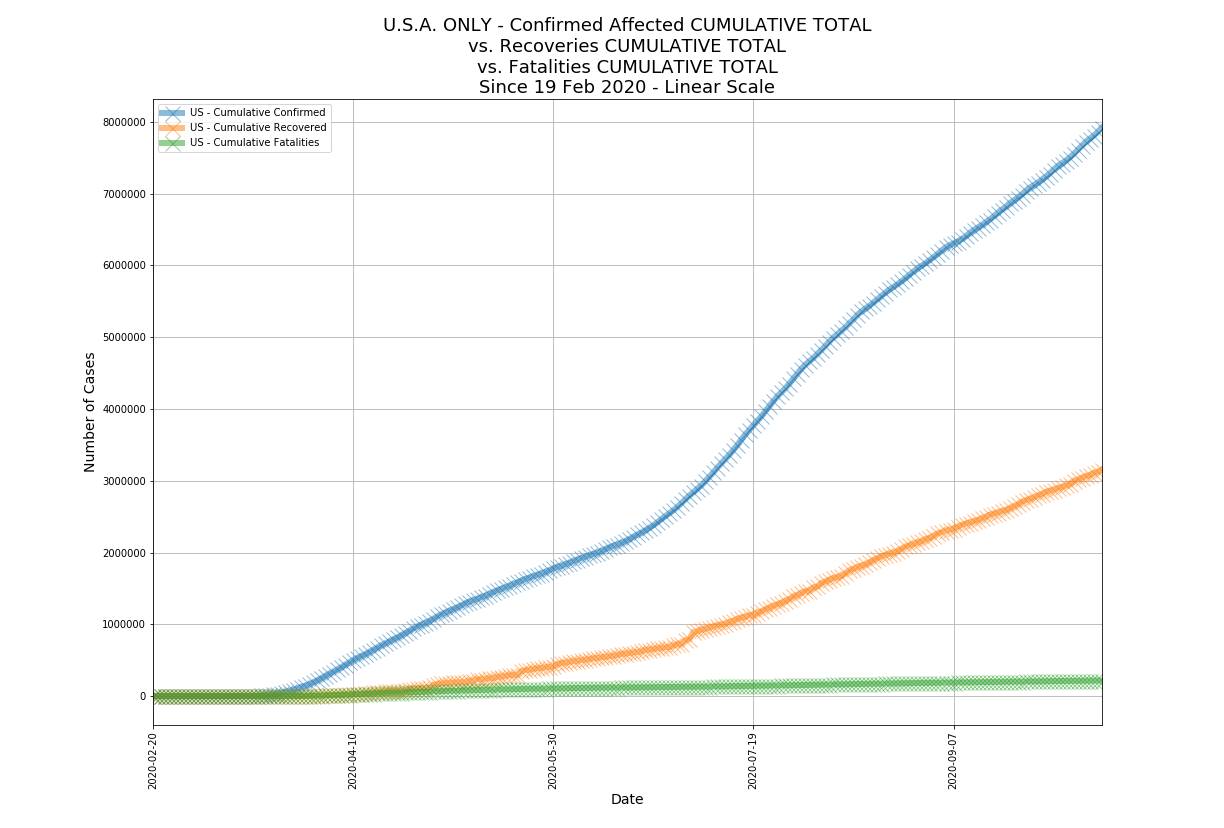 U.S.A. ONLY - Confirmed Affected CUMULATIVE TOTAL
vs. Recoveries CUMULATIVE TOTAL
vs. Fatalities CUMULATIVE TOTAL
Since 19 Feb 2020 - Linear Scale
US - Cumulative Confirmed
US - Cumulative Recovered
US - Cumulative Fatalities
Number of Cases
8000000
7000000
6000000
5000000
4000000
3000000
2000000
1000000
0
2020-02-20
2020-04-10
2020-05-30
2020-07-19
2020-09-07
Date